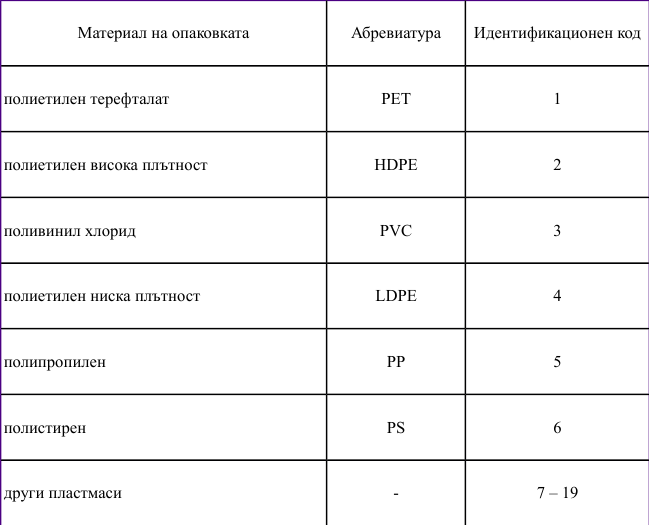 Материал на опаковката Абревиатура Идентификационен код
полиетилен терефталат PET 1
полиетилен висока плътност HDPE 2
поливинил хлорид PVC 3
полиетилен ниска плътност LDPE 4
полипропилен PP 5
полистирен PS 6
други пластмаси - 7 – 19